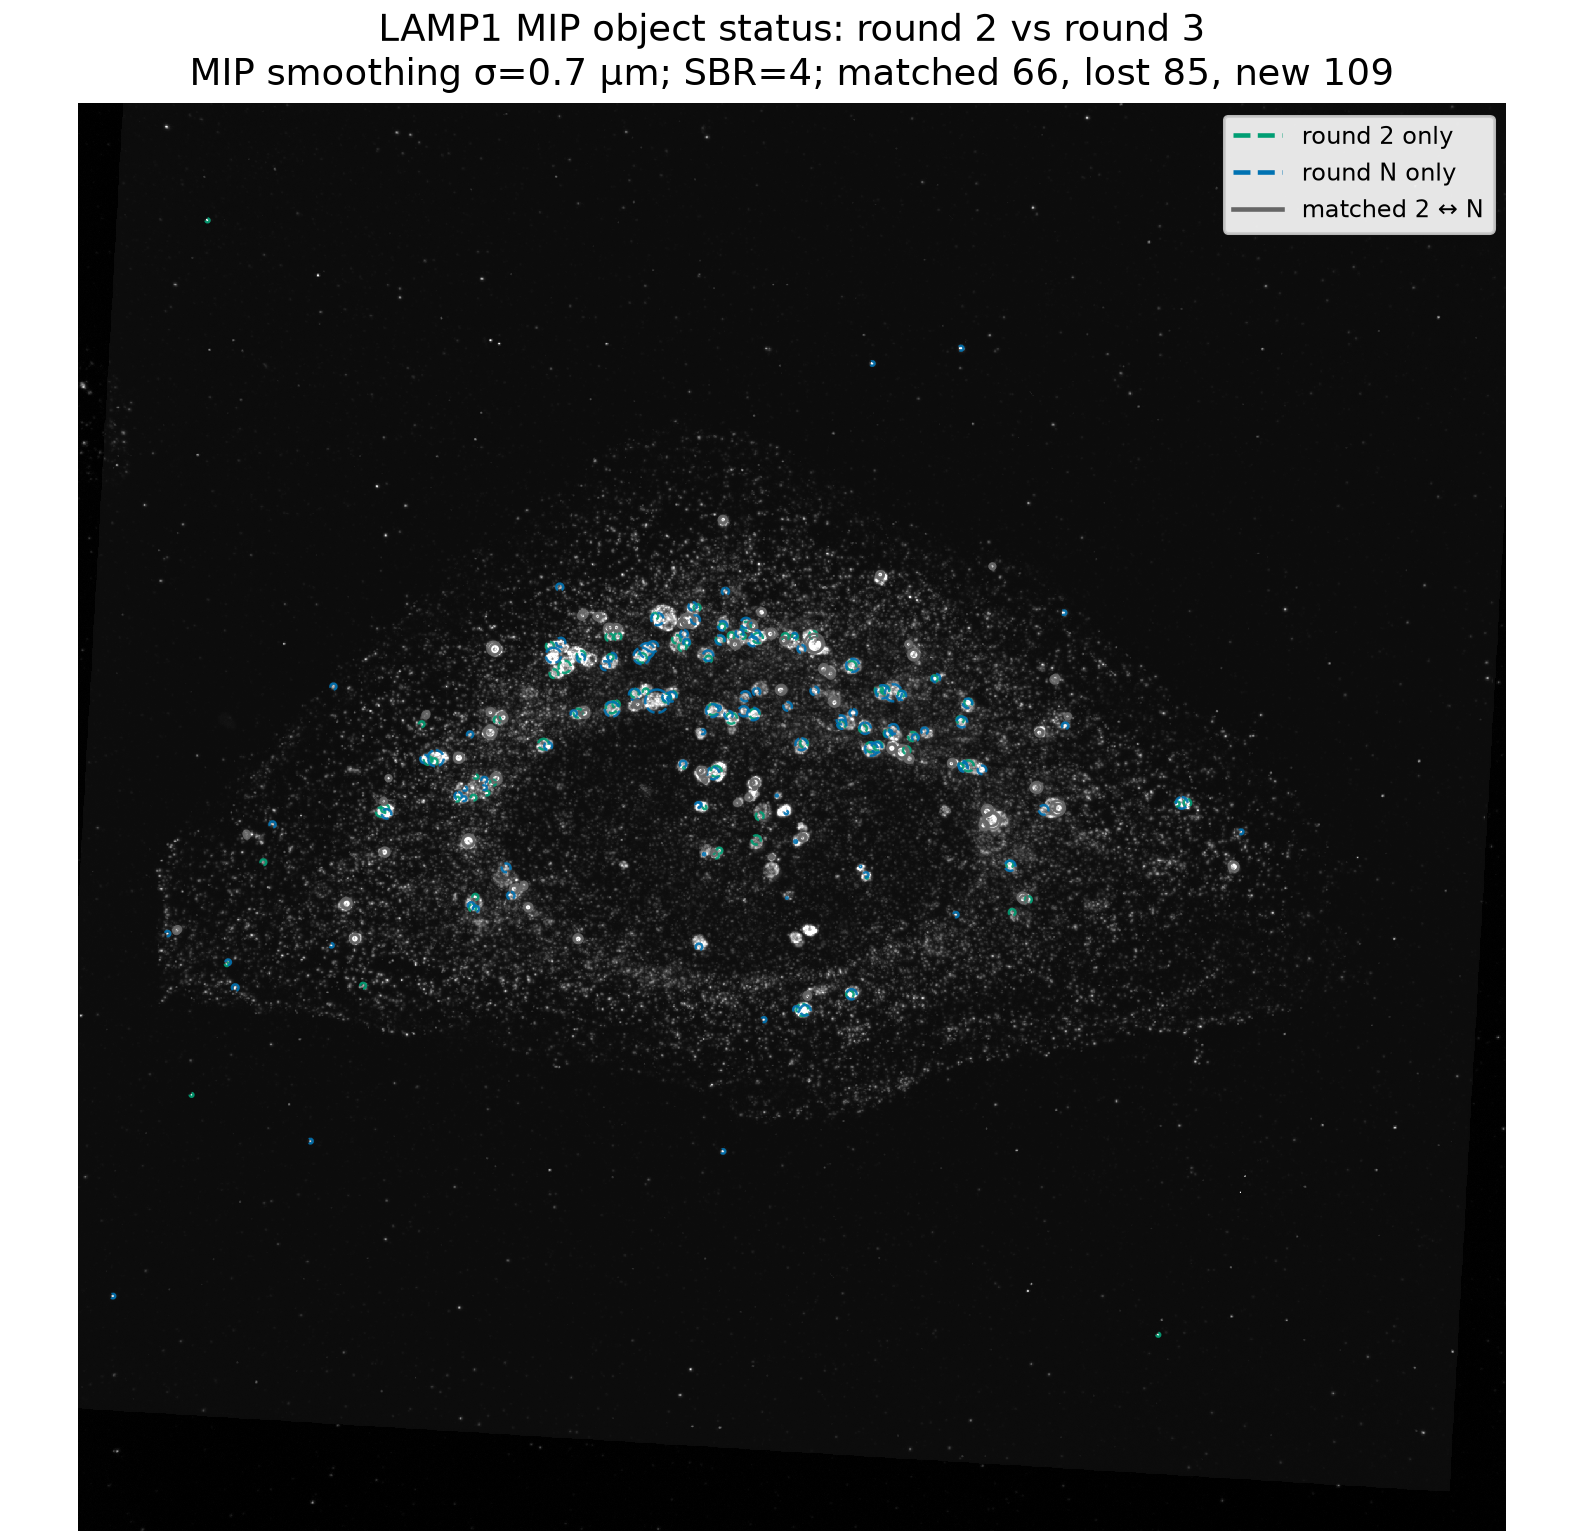 LAMP1 MIP object status: round 2 vs round 3
MIP smoothing σ=0.7 μm; SBR=4; matched 66, lost 85, new 109
round 2 only
round N only
matched 2 ↔ N